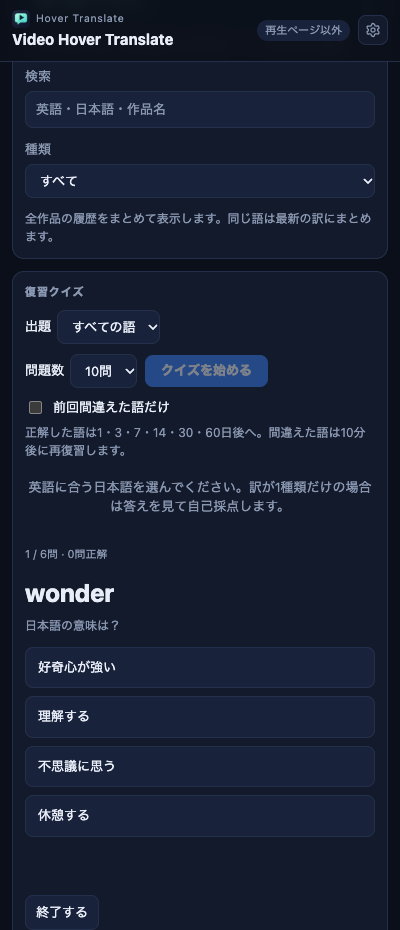 Hover Translate
Video Hover Translate
再生ページ以外
検索
英語・日本語・作品名
種類
すべて
全作品の履歴をまとめて表示します。同じ語は最新の訳にまとめ
ます。
復習クイズ
出題 すべての語
問題数 10問 クイズを始める
前回間違えた語だけ
正解した語は1・3・7・14・30・60日後へ。間違えた語は10分
後に再復習します。
英語に合う日本語を選んでください。訳が1種類だけの場合
は答えを見て自己採点します。
1 / 6問 · 0問正解
wonder
日本語の意味は？
好奇心が強い
理解する
不思議に思う
休憩する
終了する